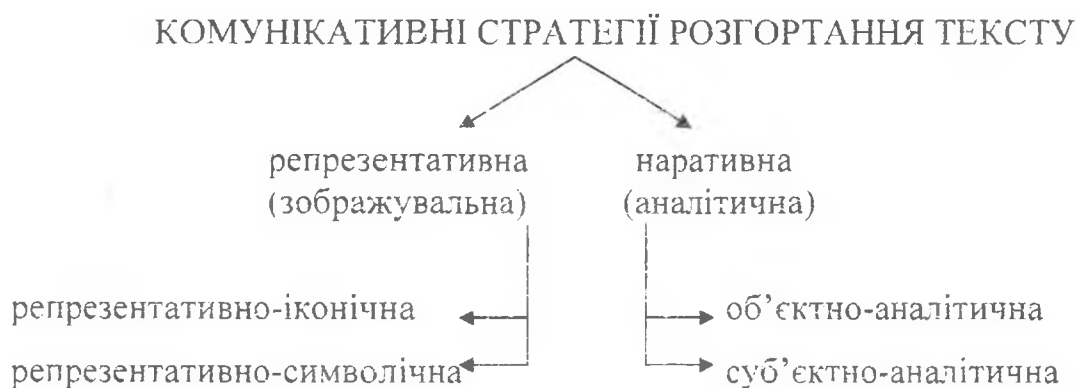 КОМУНІКАТИВНІ СТРАТЕГІЇ РОЗГОРТАННЯ ТЕКСТУ
репрезентативна
(зображувальна)
наративна
(аналітична)
репрезентативно-іконічна
репрезентативно-символічна
об’єктно-аналітична
суб’єктно-аналітична